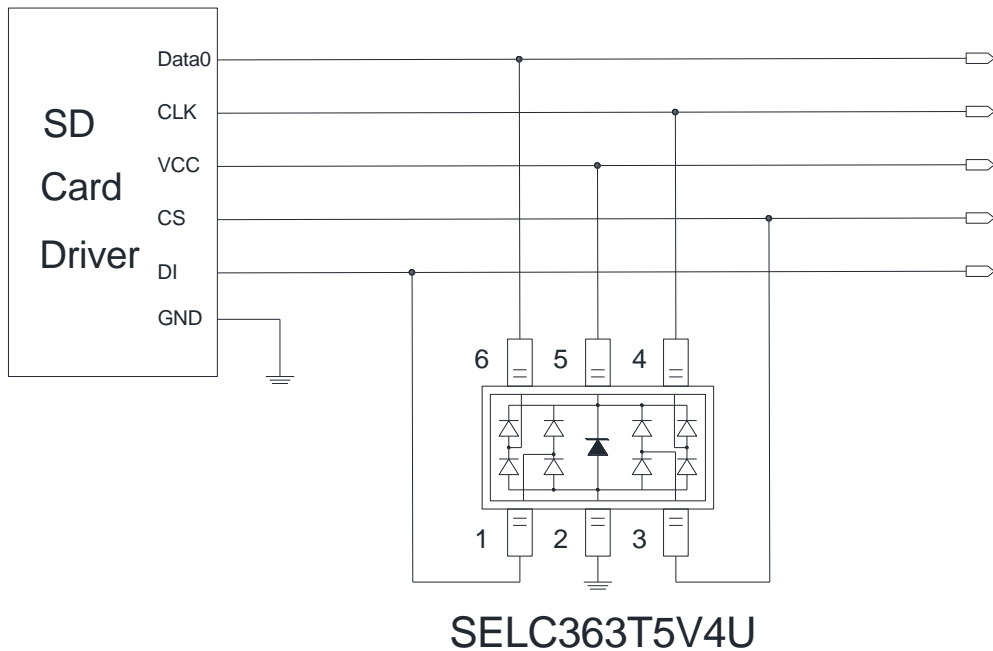 Data0
CLK
VCC
CS
DI
GND
SD
Card
Driver
6 5 4
1 2 3
SELC363T5V4U